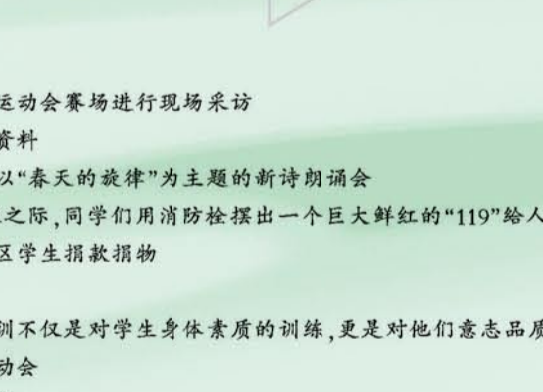 运动会赛场进行现场采访
资料
以“春天的旋律”为主题的新诗朗诵会
之际,同学们用消防栓摆出一个巨大鲜红的“119”给人
区学生捐款捐物
训不仅是对学生身体素质的训练,更是对他们意志品质
动会